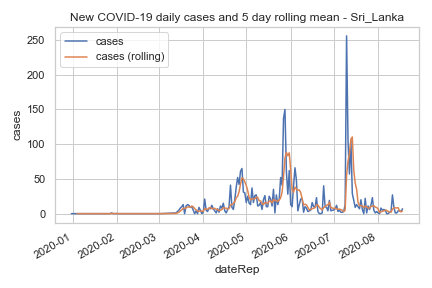 New COVID-19 daily cases and 5 day rolling mean - Sri_Lanka
cases
cases (rolling)
250
200
150
100
50
0
cases
2020-01
2020-02
2020-03
2020-04
2020-05
2020-06
2020-07
2020-08
dateRep